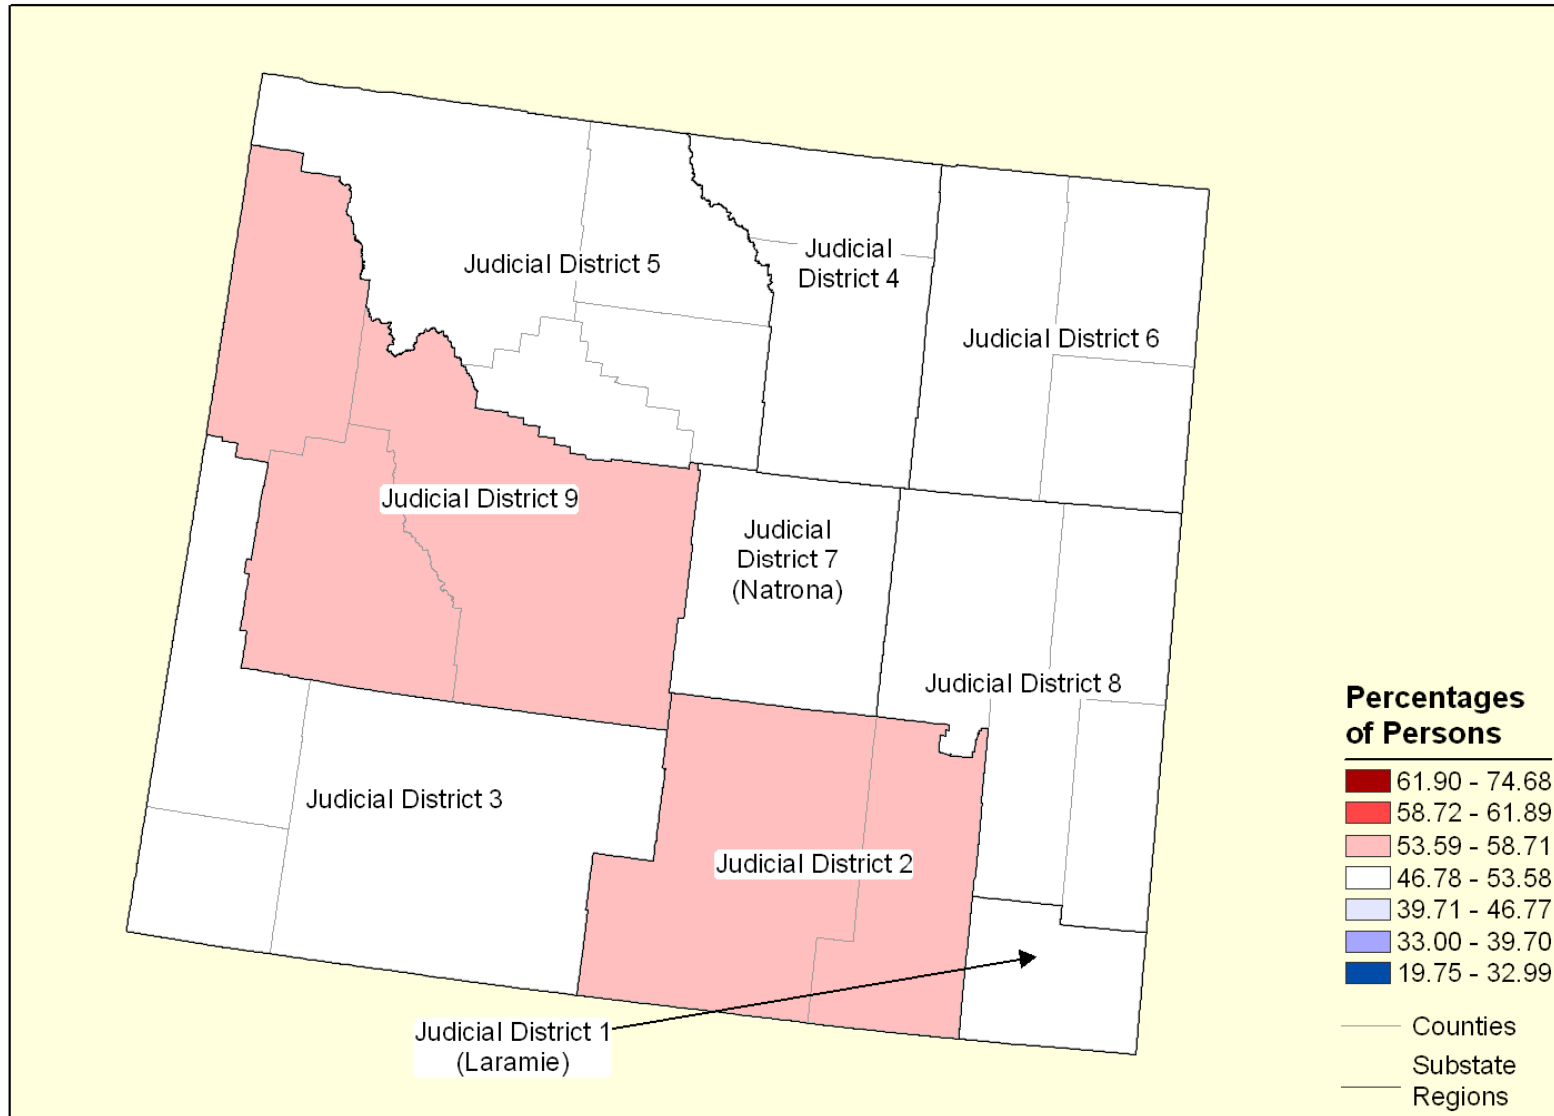 Judicial District 5
Judicial
District 4
Judicial District 6
Judicial District 9
Judicial
District 7
(Natrona)
Judicial District 8
Judicial District 3
Judicial District 2
Judicial District 1
(Laramie)
Percentages
of Persons
61.90 - 74.68
58.72 - 61.89
53.59 - 58.71
46.78 - 53.58
39.71 - 46.77
33.00 - 39.70
19.75 - 32.99
Counties
Substate
Regions